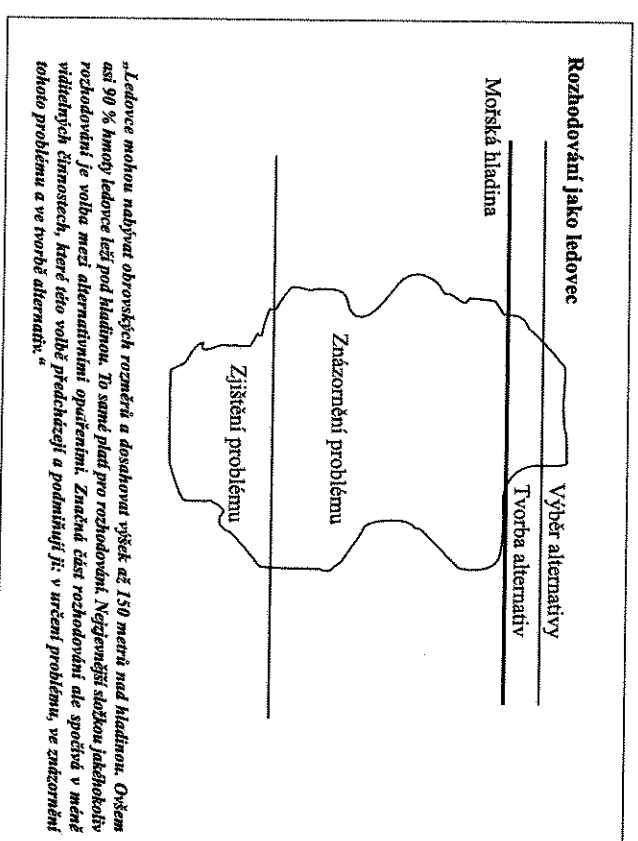 Rozhodování jako ledovec
Výběr alternativy
Tvorba alternativ
Mořská hladina
Znázornění problému
Zjištění problému
„Ledovce mohou nabývat obrovských rozměrů a dosahovat výšek až 150 metrů nad hladinou. Ovšem
asi 90 % hmoty ledovce leží pod hladinou. To samé platí pro rozhodování. Nejzjevnější složkou jakéhokoliv
rozhodování je volba mezi alternativními opařeními. Značná část rozhodování ale spočívá v méně
viditelných činnostech, které této volbě předcházejí a podmiňují ji: v určení problému, ve znázornění
tohoto problému a ve tvorbě alternativ.“